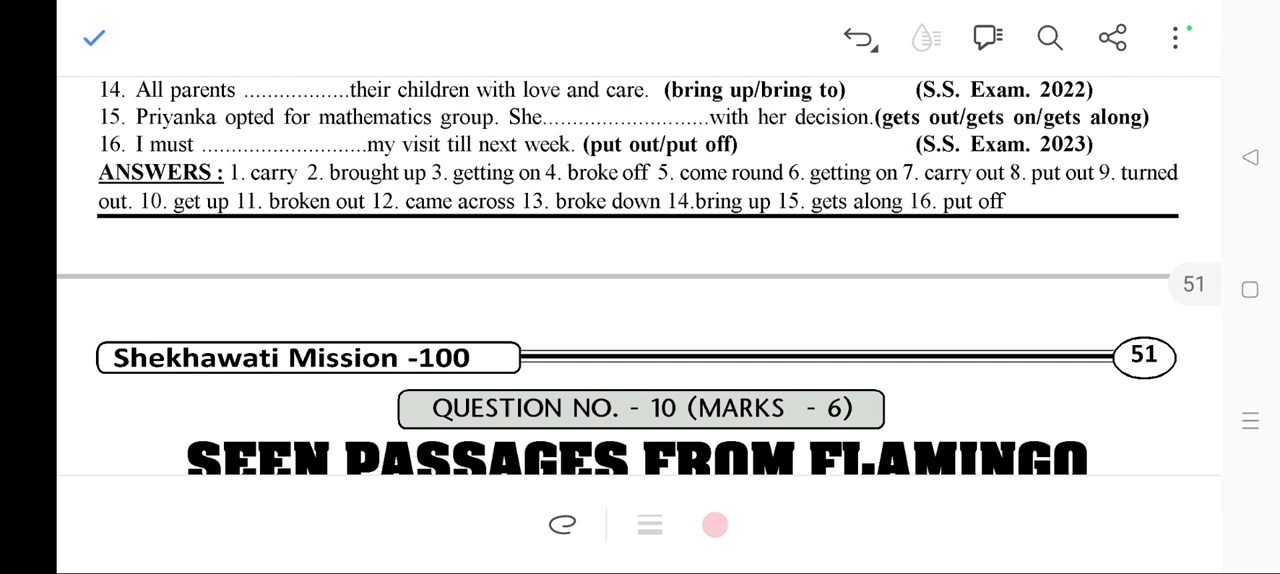 14. All parents ..................their children with love and care. (bring up/bring to) (S.S. Exam. 2022)
15. Priyanka opted for mathematics group. She............................with her decision.(gets out/gets on/gets along)
16. I must ............................my visit till next week. (put out/put off) (S.S. Exam. 2023)
ANSWERS : 1. carry 2. brought up 3. getting on 4. broke off 5. come round 6. getting on 7. carry out 8. put out 9. turned
out. 10. get up 11. broken out 12. came across 13. broke down 14.bring up 15. gets along 16. put off
51
Shekhawati Mission -100 51
QUESTION NO. - 10 (MARKS - 6)
SEEN PASSAGES FROM FLAMINGO